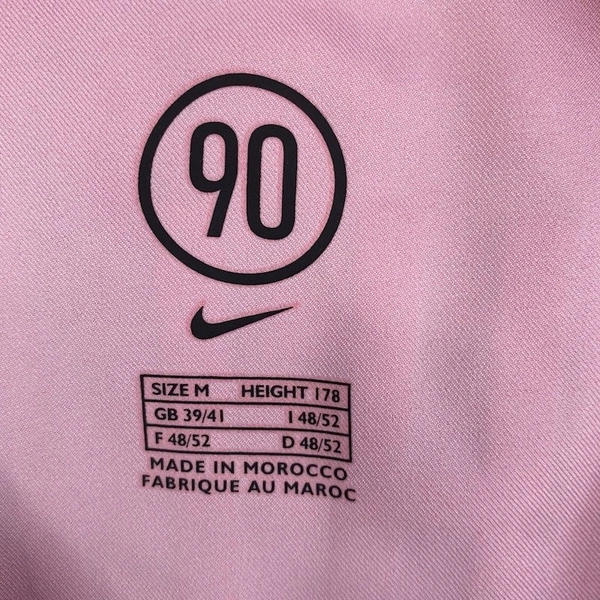 90
SIZE M HEIGHT 178
GB 39/41 I 48/52
F 48/52 D 48/52
MADE IN MOROCCO
FABRIQUE AU MAROC